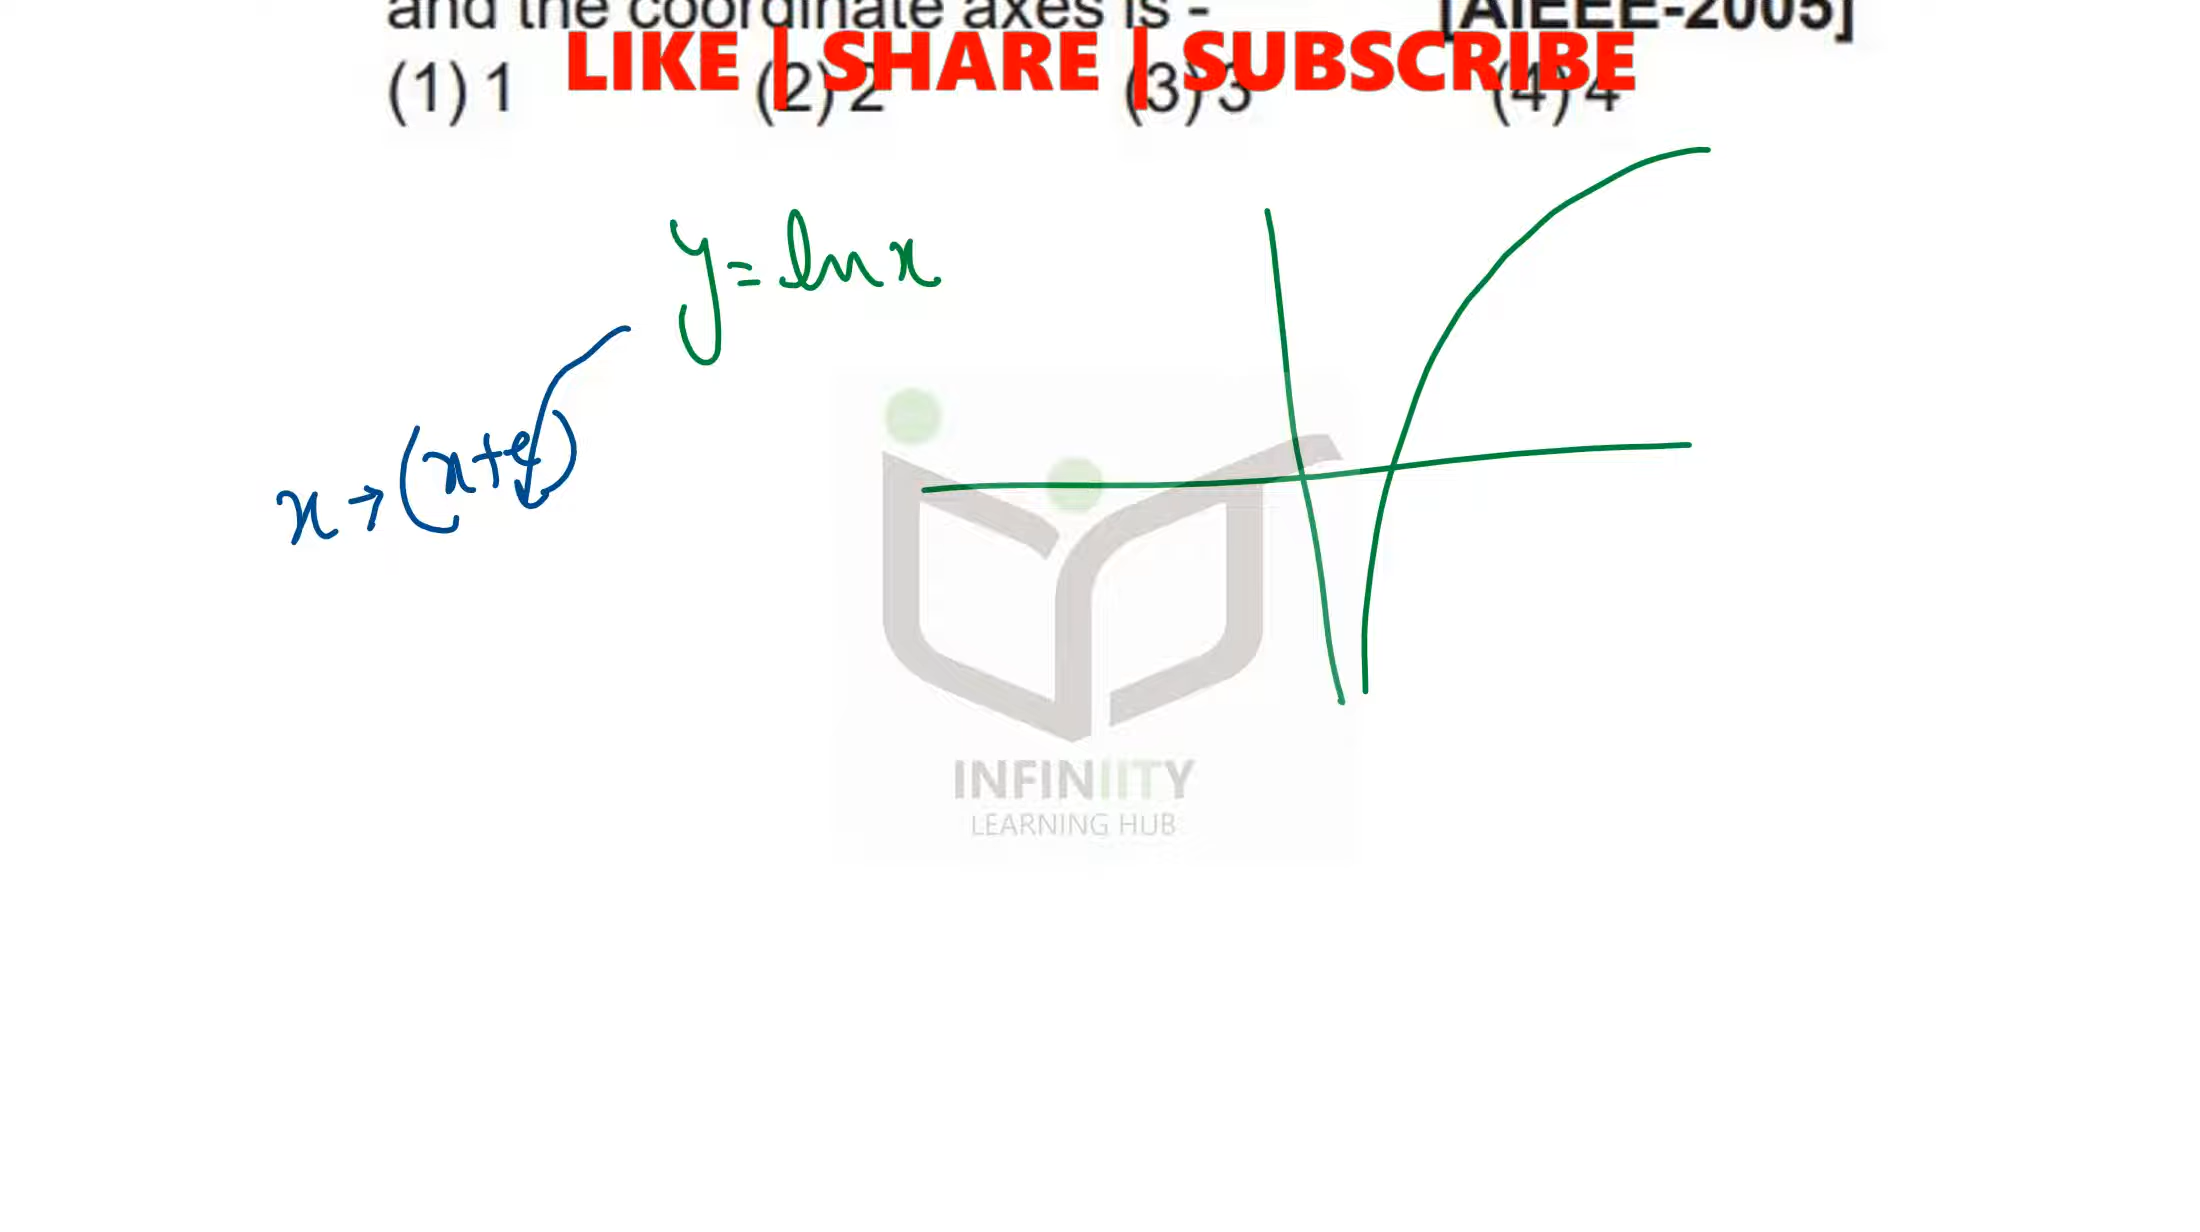 and the coordinate axes is - [AIEEE-2005]
LIKE | SHARE | SUBSCRIBE
(1) 1 (2) 2 (3) 3 (4) 4
y = ln x
x → (x+e)
INFINIITY
LEARNING HUB